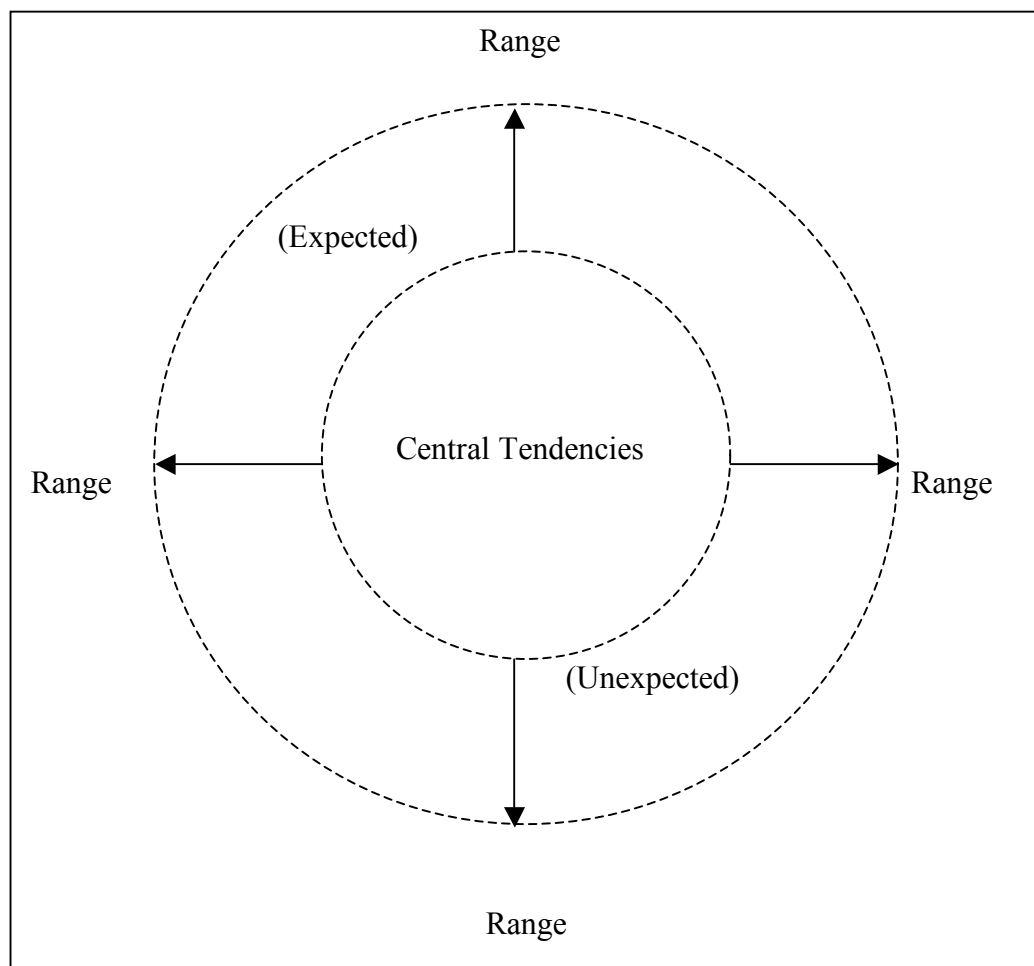 Range
(Expected)
Central Tendencies
Range
Range
(Unexpected)
Range